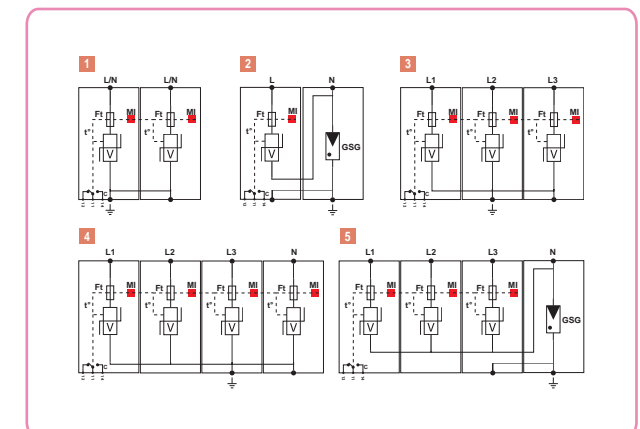 1
L/N L/N
Ft MI MI
t° t°
V V
C
2
L N
Ft MI
t° GSG
V
C
3
L1 L2 L3
Ft MI Ft MI Ft MI
t° t° t°
V V V
C
4
L1 L2 L3 N
Ft MI Ft MI Ft MI Ft MI
t° t° t° t°
V V V V
C
5
L1 L2 L3 N
Ft MI Ft MI Ft MI
t° t° t° GSG
V V V
C